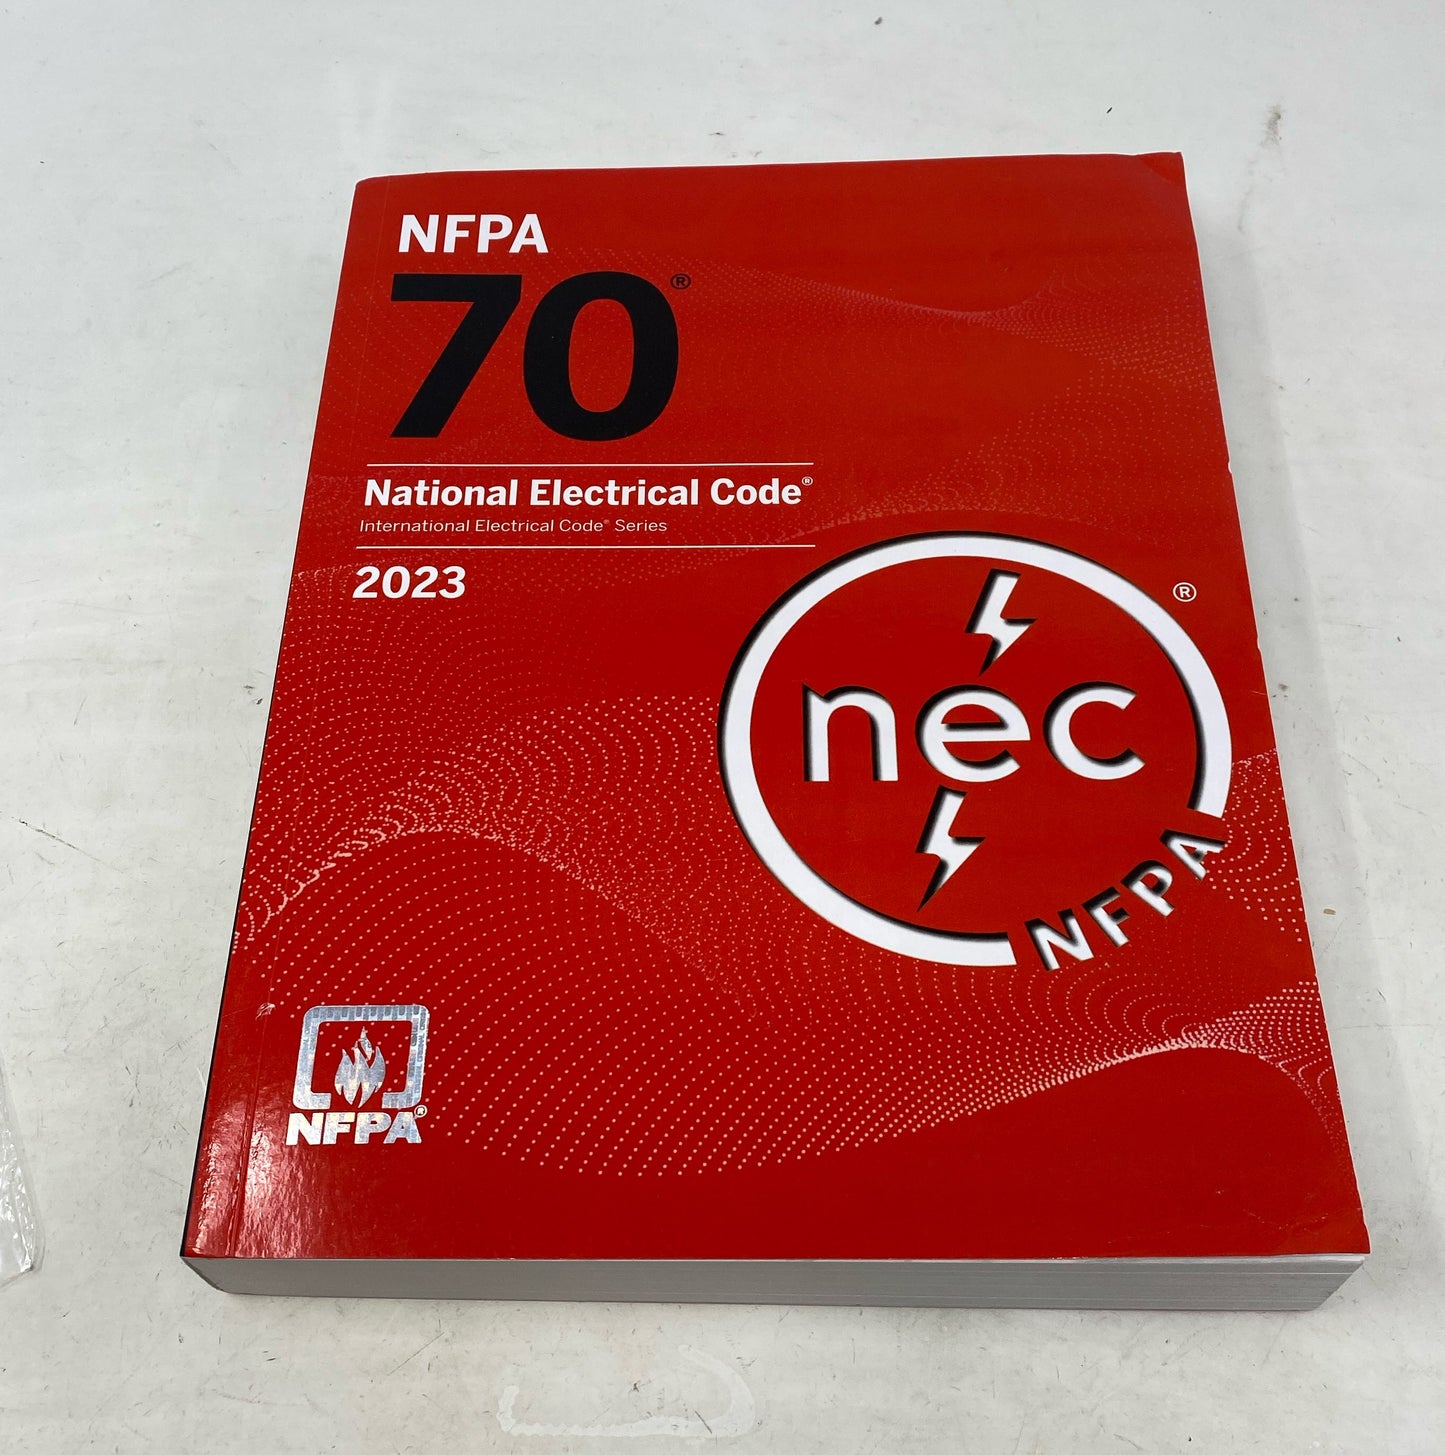 NFPA
70®
National Electrical Code®
International Electrical Code® Series
2023
nec®
NFPA
NFPA®